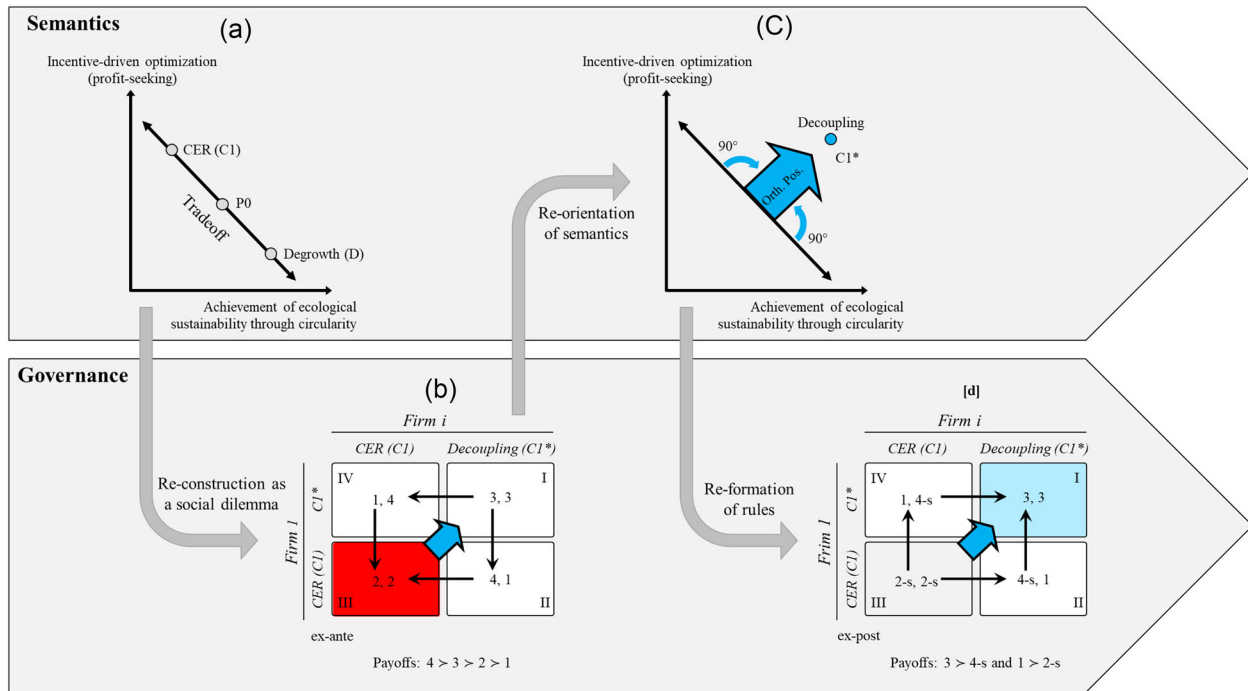 Semantics
(a)
Incentive-driven optimization
(profit-seeking)
CER (C1)
P0
Tradeoff
Degrowth (D)
Achievement of ecological
sustainability through circularity
Re-orientation
of semantics
(C)
Incentive-driven optimization
(profit-seeking)
Decoupling
C1*
90°
Orth. Pos.
90°
Achievement of ecological
sustainability through circularity
Governance
Re-construction as
a social dilemma
(b)
Firm i
CER (C1)
Decoupling (C1*)
Firm 1
C1*
CER (C1)
IV
1, 4
I
3, 3
2, 2
III
4, 1
II
ex-ante
Payoffs: 4 ≻ 3 ≻ 2 ≻ 1
Re-formation
of rules
[d]
Firm i
CER (C1)
Decoupling (C1*)
Frim 1
C1*
CER (C1)
IV
1, 4-s
I
3, 3
2-s, 2-s
III
4-s, 1
II
ex-post
Payoffs: 3 ≻ 4-s and 1 ≻ 2-s